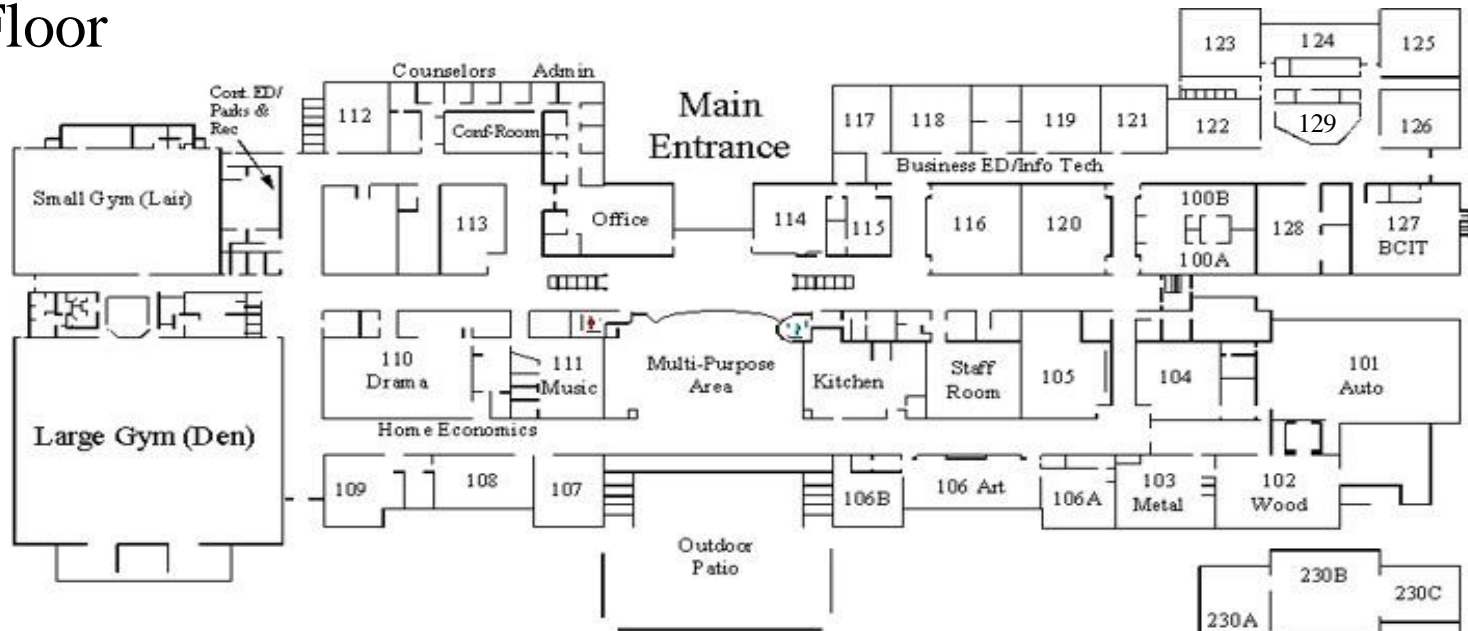 Floor
123
124
125
Counselors
Admin
Cont. ED/
Parks &
Rec
112
Conf-Room
Main
Entrance
117
118
119
121
122
129
126
Business ED/Info Tech
Small Gym (Lair)
113
Office
114
115
116
120
100B
100A
128
127
BCIT
110
Drama
111
Music
Multi-Purpose
Area
Kitchen
Staff
Room
105
104
101
Auto
Large Gym (Den)
Home Economics
109
108
107
106B
106 Art
106A
103
Metal
102
Wood
Outdoor
Patio
230B
230C
230A